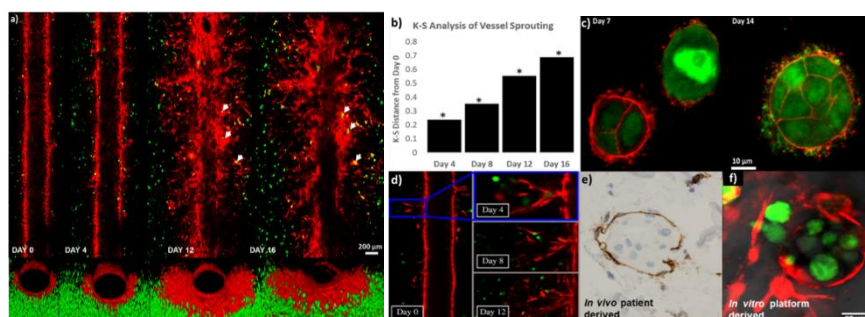 a)
DAY 0
DAY 4
DAY 12
DAY 16
200 µm
b)
K-S Analysis of Vessel Sprouting
K-S Distance from Day 0
0.8
0.7
0.6
0.5
0.4
0.3
0.2
0.1
0
*
*
*
*
Day 4
Day 8
Day 12
Day 16
c)
Day 7
Day 14
10 µm
d)
Day 0
Day 4
Day 8
Day 12
e)
In vivo patient
derived
f)
In vitro platform
derived